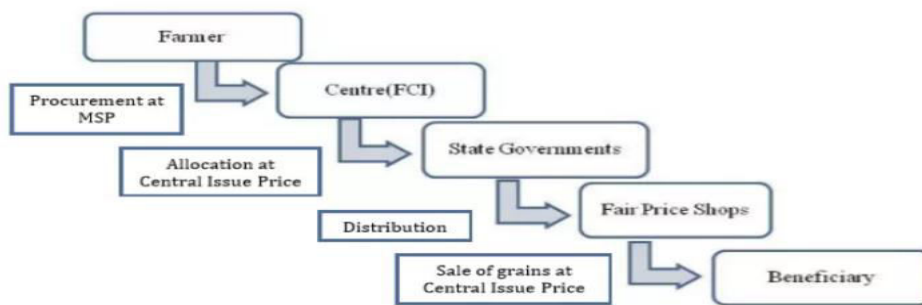 Farmer
Procurement at
MSP
Centre(FCI)
Allocation at
Central Issue Price
State Governments
Distribution
Fair Price Shops
Sale of grains at
Central Issue Price
Beneficiary